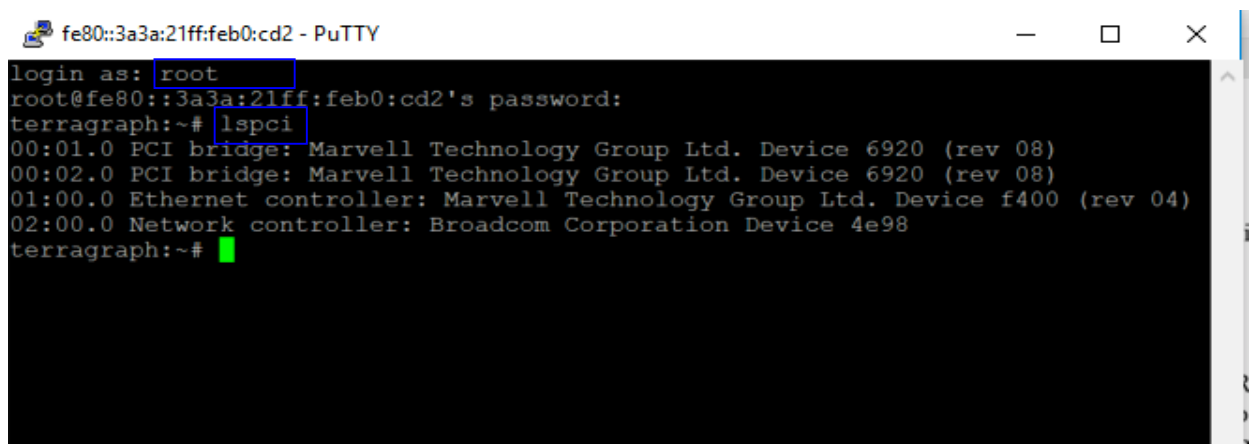 fe80::3a3a:21ff:feb0:cd2 - PuTTY
login as: root
root@fe80::3a3a:21ff:feb0:cd2's password:
terragraph:~# lspci
00:01.0 PCI bridge: Marvell Technology Group Ltd. Device 6920 (rev 08)
00:02.0 PCI bridge: Marvell Technology Group Ltd. Device 6920 (rev 08)
01:00.0 Ethernet controller: Marvell Technology Group Ltd. Device f400 (rev 04)
02:00.0 Network controller: Broadcom Corporation Device 4e98
terragraph:~#